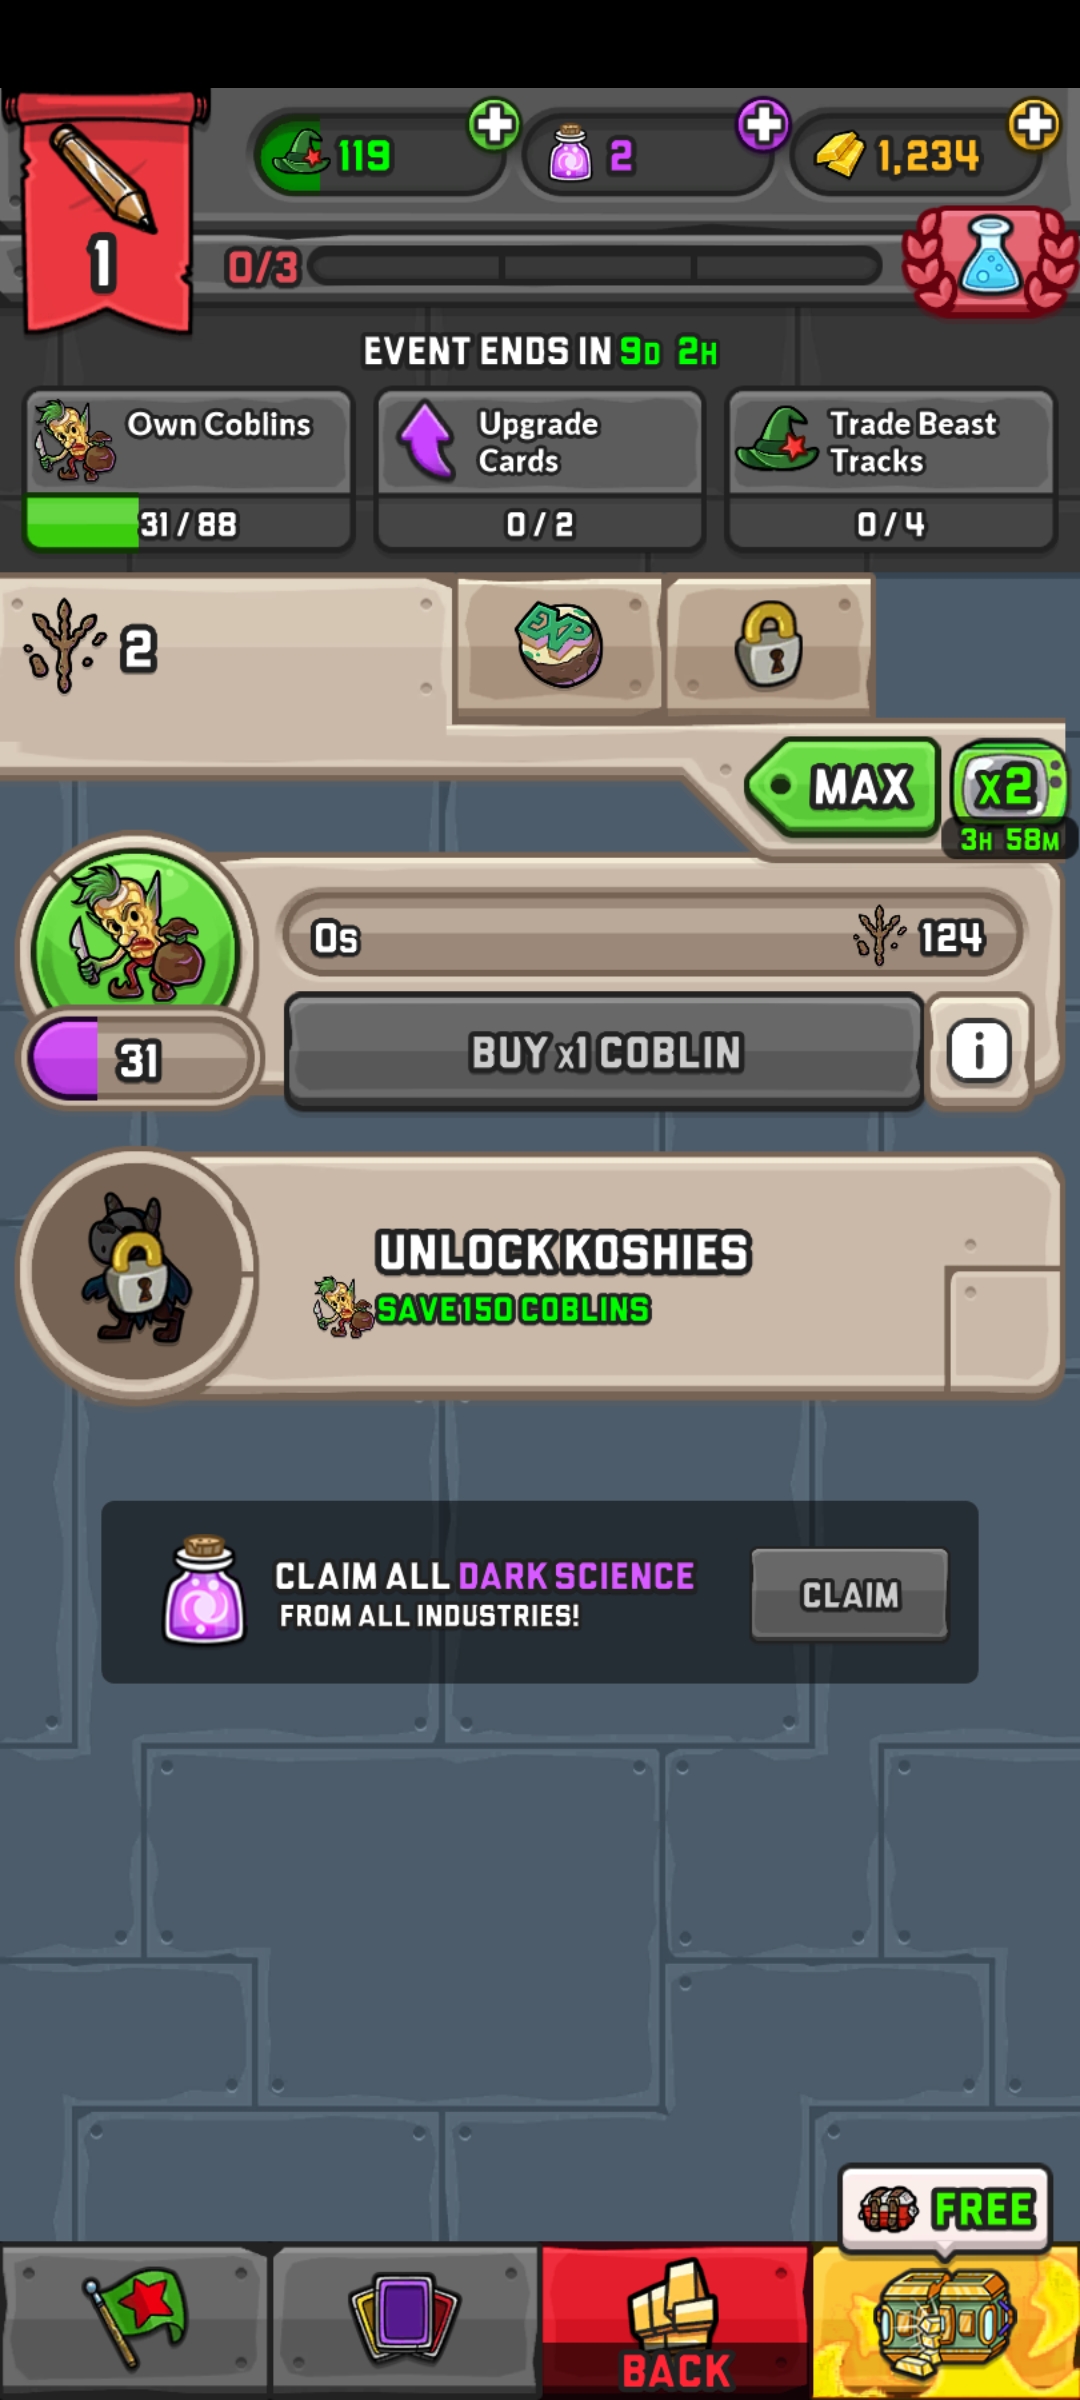 119
2
1,234
1
0/3
EVENT ENDS IN 9D 2H
Own Coblins
31 / 88
Upgrade
Cards
0 / 2
Trade Beast
Tracks
0 / 4
2
EXP
MAX
x2
3H 58M
0s
124
31
BUY x1 COBLIN
i
UNLOCK KOSHIES
SAVE 150 COBLINS
CLAIM ALL DARK SCIENCE
FROM ALL INDUSTRIES!
CLAIM
FREE
BACK